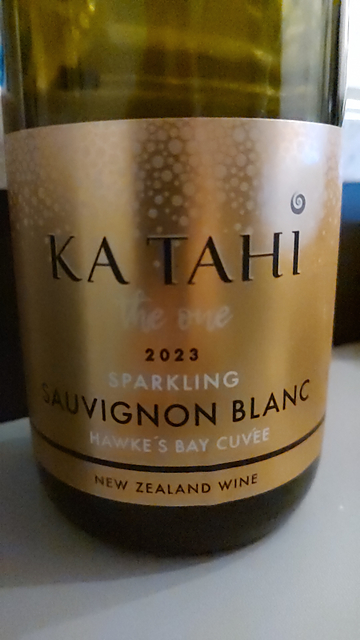 KA TAHI
the one
2023
SPARKLING
SAUVIGNON BLANC
HAWKE'S BAY CUVÉE
NEW ZEALAND WINE